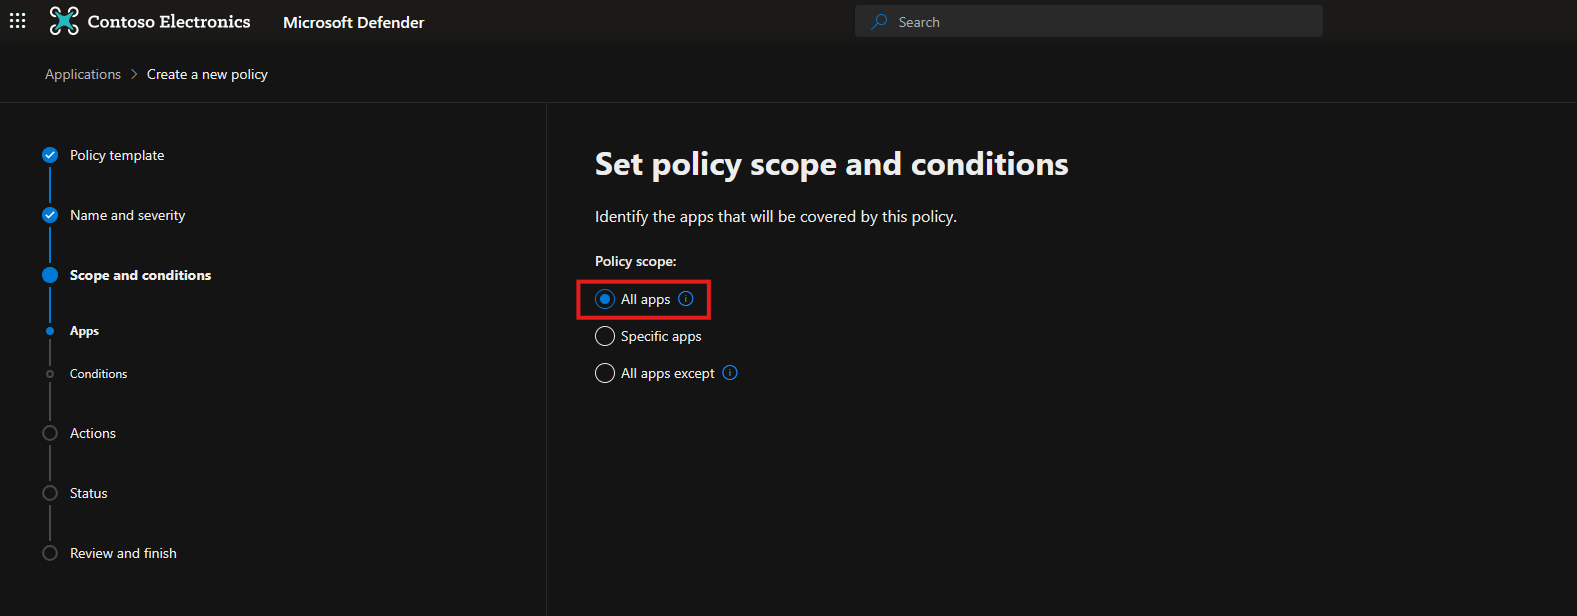 Contoso Electronics
Microsoft Defender
Search
Applications > Create a new policy
Policy template
Name and severity
Scope and conditions
Apps
Conditions
Actions
Status
Review and finish
Set policy scope and conditions
Identify the apps that will be covered by this policy.
Policy scope:
All apps
Specific apps
All apps except